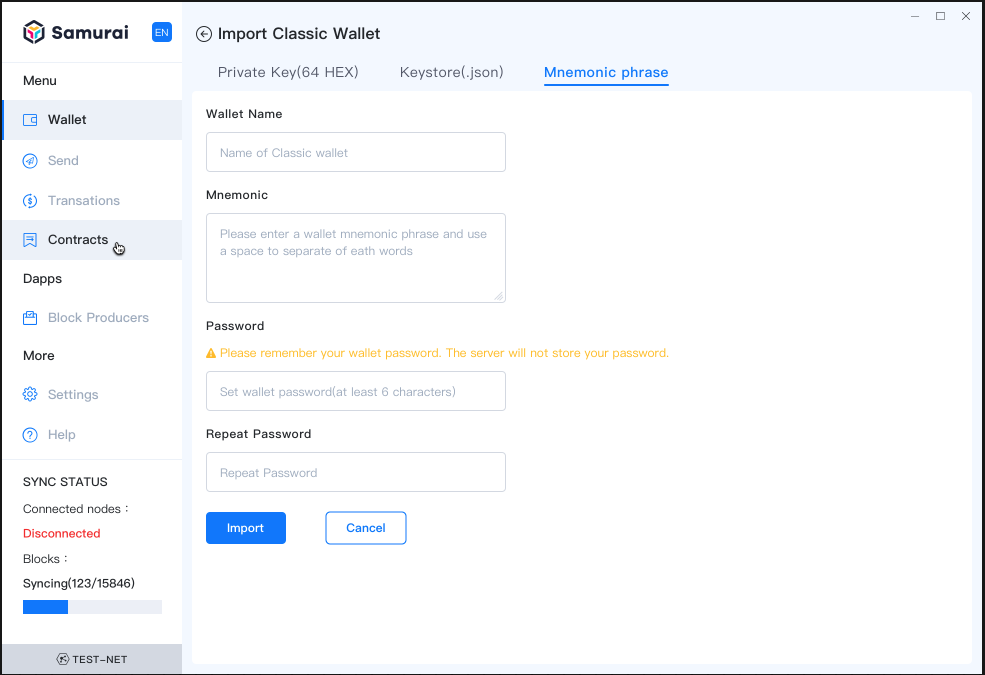 Samurai
EN
Menu
Wallet
Send
Transations
Contracts
Dapps
Block Producers
More
Settings
Help
SYNC STATUS
Connected nodes :
Disconnected
Blocks :
Syncing(123/15846)
TEST-NET
Import Classic Wallet
Private Key(64 HEX)
Keystore(.json)
Mnemonic phrase
Wallet Name
Name of Classic wallet
Mnemonic
Please enter a wallet mnemonic phrase and use
a space to separate of eath words
Password
Please remember your wallet password. The server will not store your password.
Set wallet password(at least 6 characters)
Repeat Password
Repeat Password
Import
Cancel